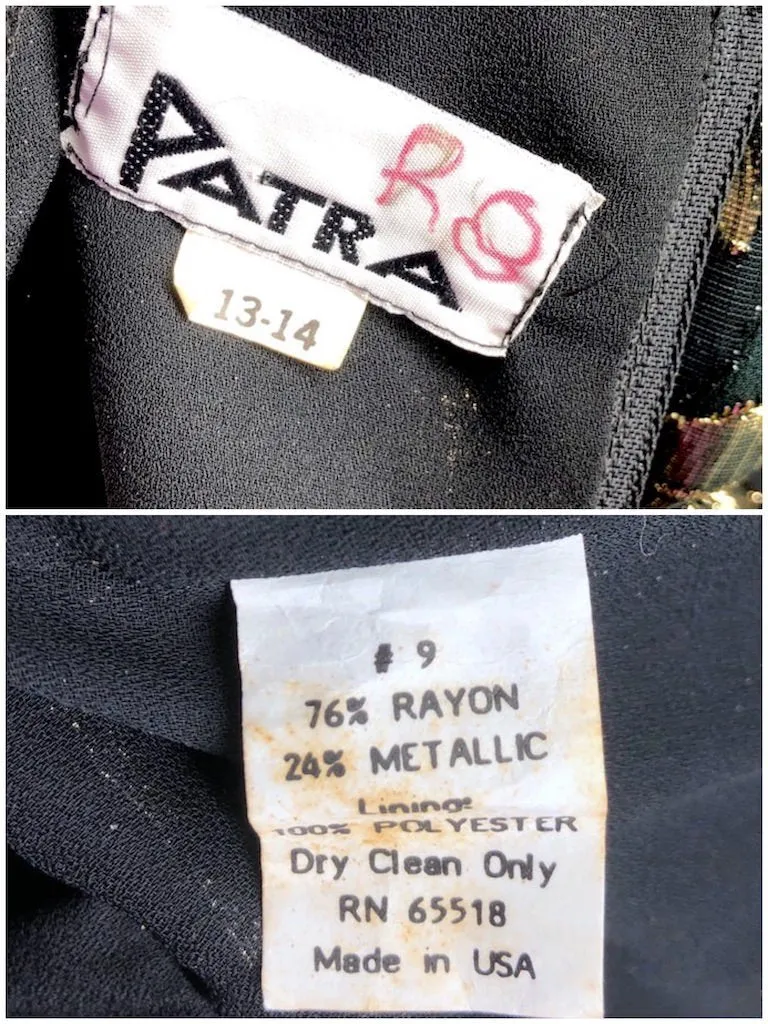 PATRA
13-14
# 9
76% RAYON
24% METALLIC
Lining:
100% POLYESTER
Dry Clean Only
RN 65518
Made in USA